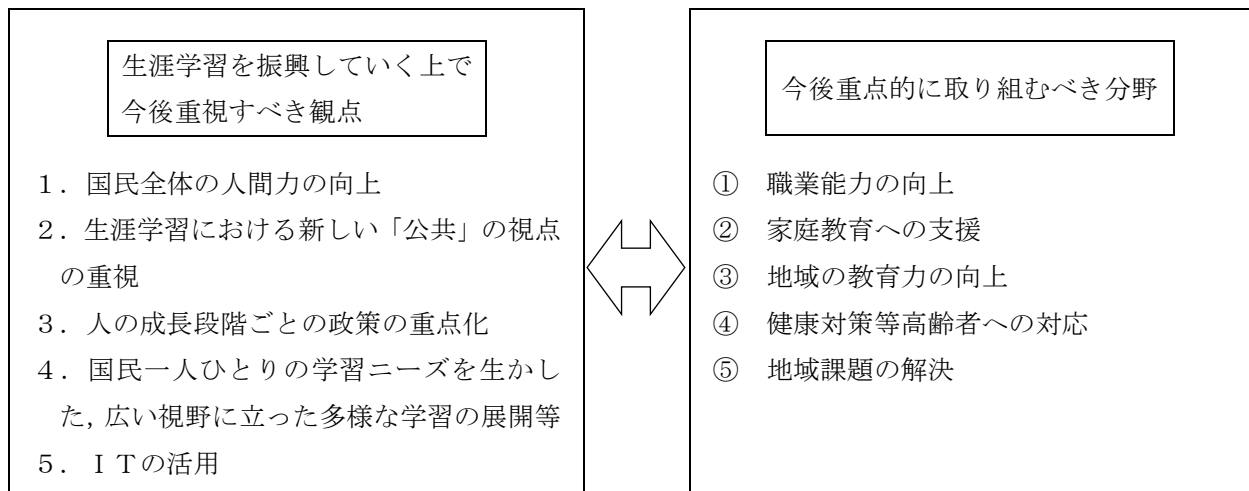 生涯学習を振興していく上で
今後重視すべき観点
１．国民全体の人間力の向上
２．生涯学習における新しい「公共」の視点
の重視
３．人の成長段階ごとの政策の重点化
４．国民一人ひとりの学習ニーズを生かし
た，広い視野に立った多様な学習の展開等
５．ＩＴの活用
今後重点的に取り組むべき分野
① 職業能力の向上
② 家庭教育への支援
③ 地域の教育力の向上
④ 健康対策等高齢者への対応
⑤ 地域課題の解決